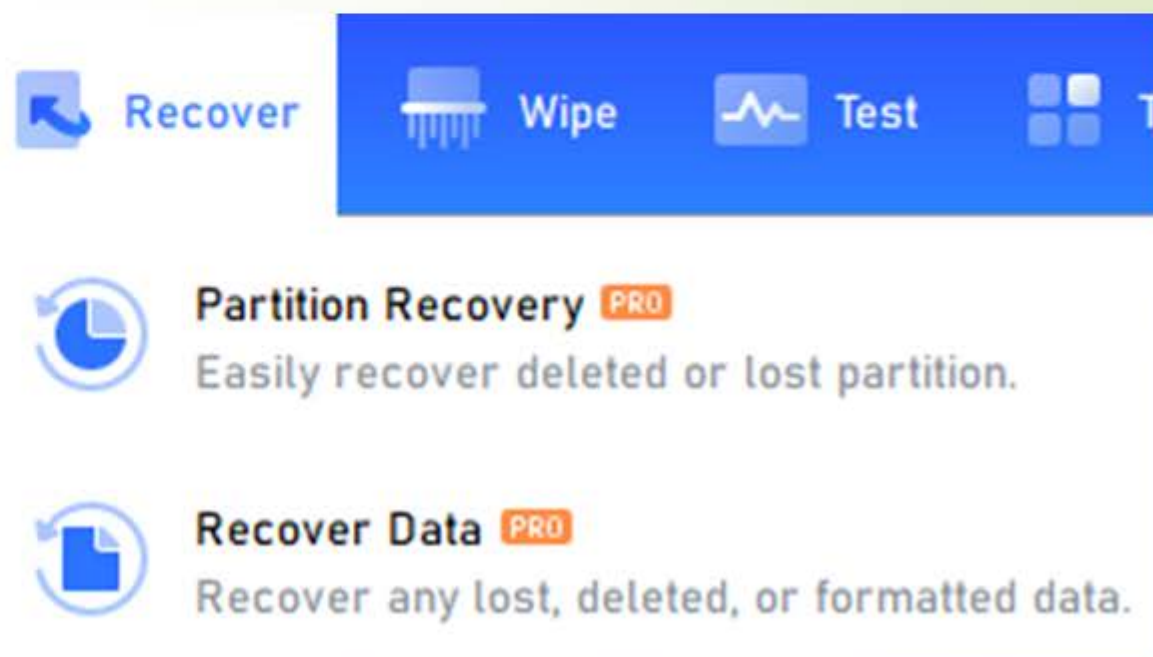 Recover Wipe Test
Partition Recovery PRO
Easily recover deleted or lost partition.
Recover Data PRO
Recover any lost, deleted, or formatted data.